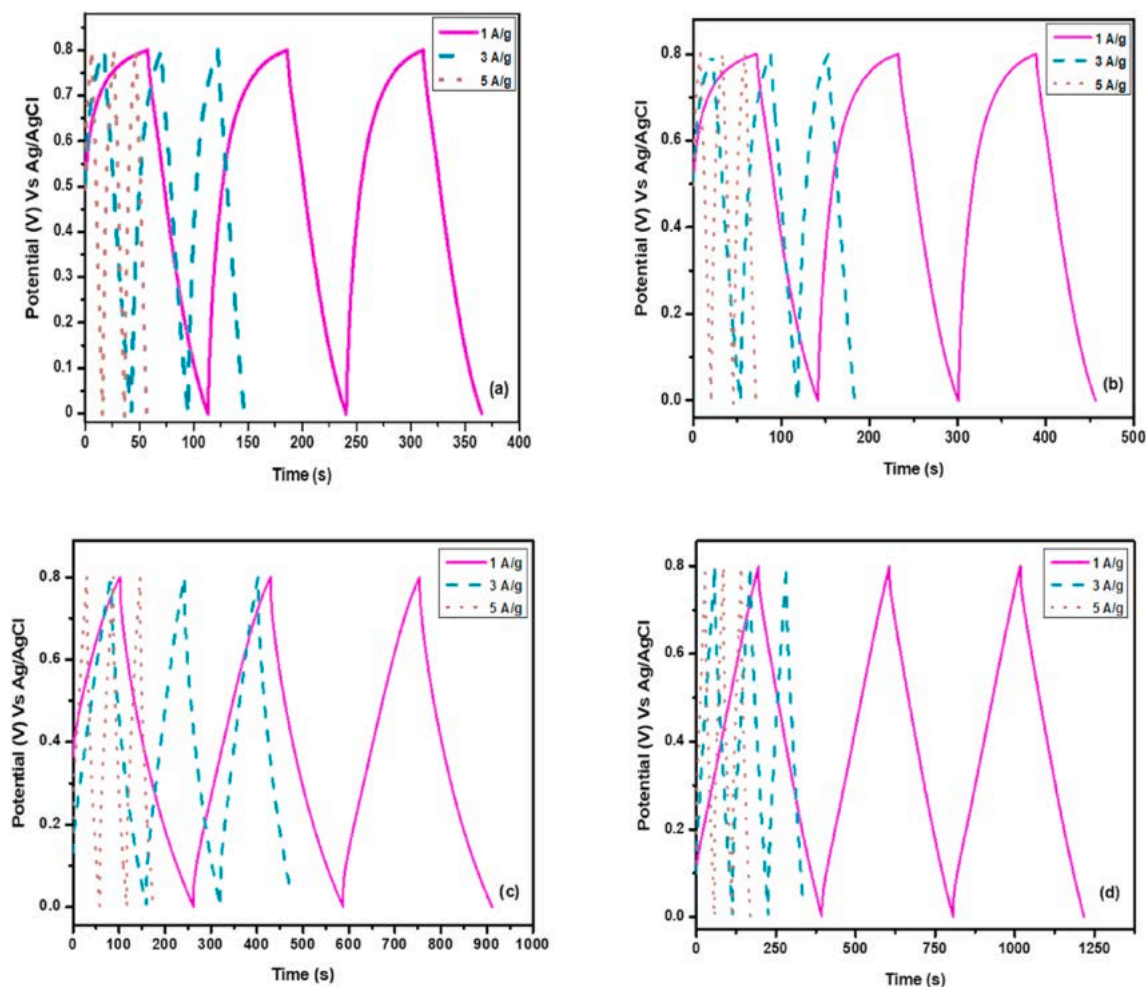 1 A/g
3 A/g
5 A/g
Potential (V) Vs Ag/AgCl
0.8
0.7
0.6
0.5
0.4
0.3
0.2
0.1
0
0 50 100 150 200 250 300 350 400
Time (s)
(a)
1 A/g
3 A/g
5 A/g
Potential (V) Vs Ag/AgCl
0.8
0.6
0.4
0.2
0.0
0 100 200 300 400 500
Time (s)
(b)
1 A/g
3 A/g
5 A/g
Potential (V) Vs Ag/AgCl
0.8
0.6
0.4
0.2
0.0
0 100 200 300 400 500 600 700 800 900 1000
Time (s)
(c)
1 A/g
3 A/g
5 A/g
Potential (V) Vs Ag/AgCl
0.8
0.6
0.4
0.2
0.0
0 250 500 750 1000 1250
Time (s)
(d)